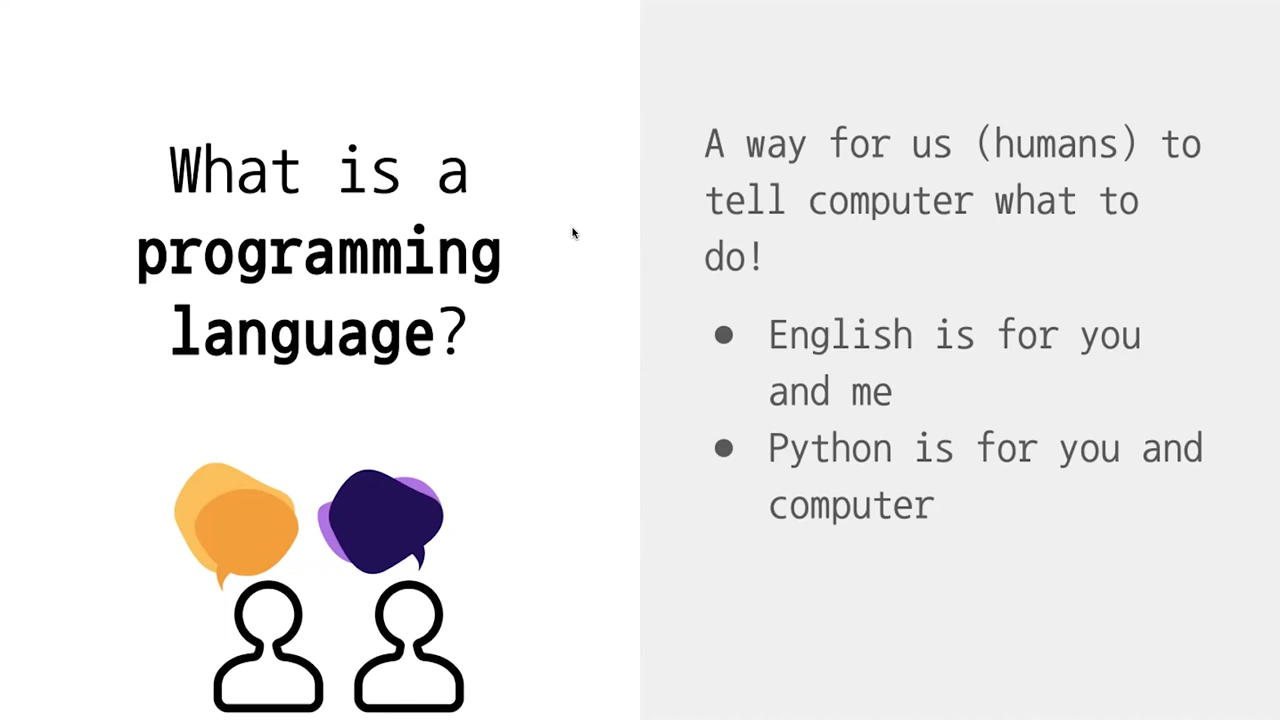 What is a
programming
language?
A way for us (humans) to
tell computer what to
do!
● English is for you
and me
● Python is for you and
computer